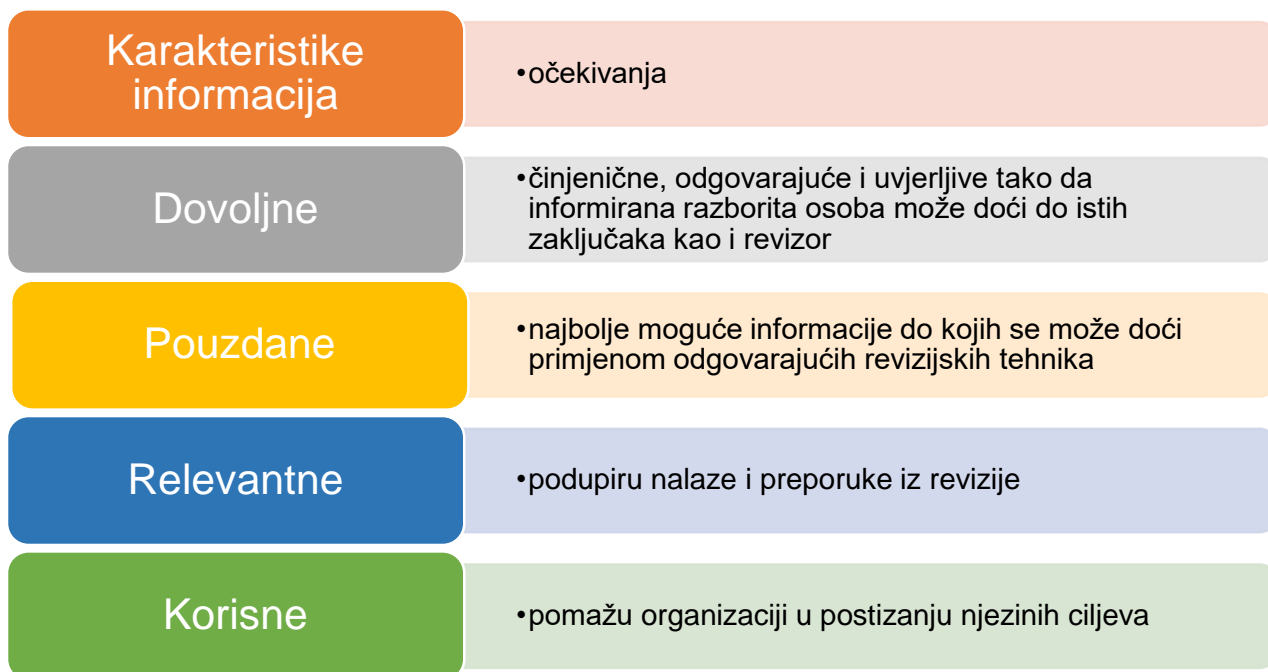 Karakteristike
informacija
•očekivanja
Dovoljne
•činjenične, odgovarajuće i uvjerljive tako da
informirana razborita osoba može doći do istih
zaključaka kao i revizor
Pouzdane
•najbolje moguće informacije do kojih se može doći
primjenom odgovarajućih revizijskih tehnika
Relevantne
•podupiru nalaze i preporuke iz revizije
Korisne
•pomažu organizaciji u postizanju njezinih ciljeva